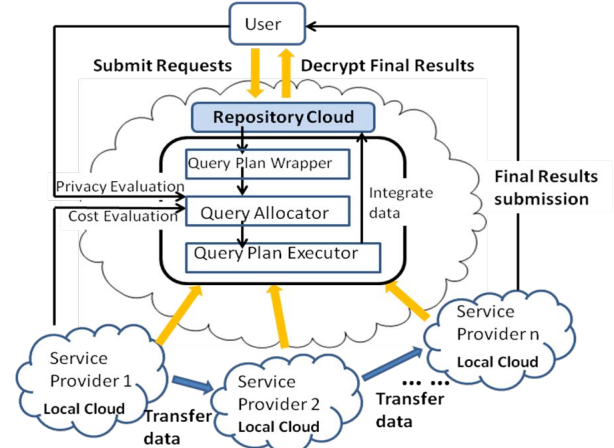 User
Submit Requests
Decrypt Final Results
Repository Cloud
Query Plan Wrapper
Privacy Evaluation
Cost Evaluation
Query Allocator
Integrate
data
Query Plan Executor
Final Results
submission
Service
Provider 1
Local Cloud
Transfer
data
Service
Provider 2
Local Cloud
... ...
Transfer
data
Service
Provider n
Local Cloud